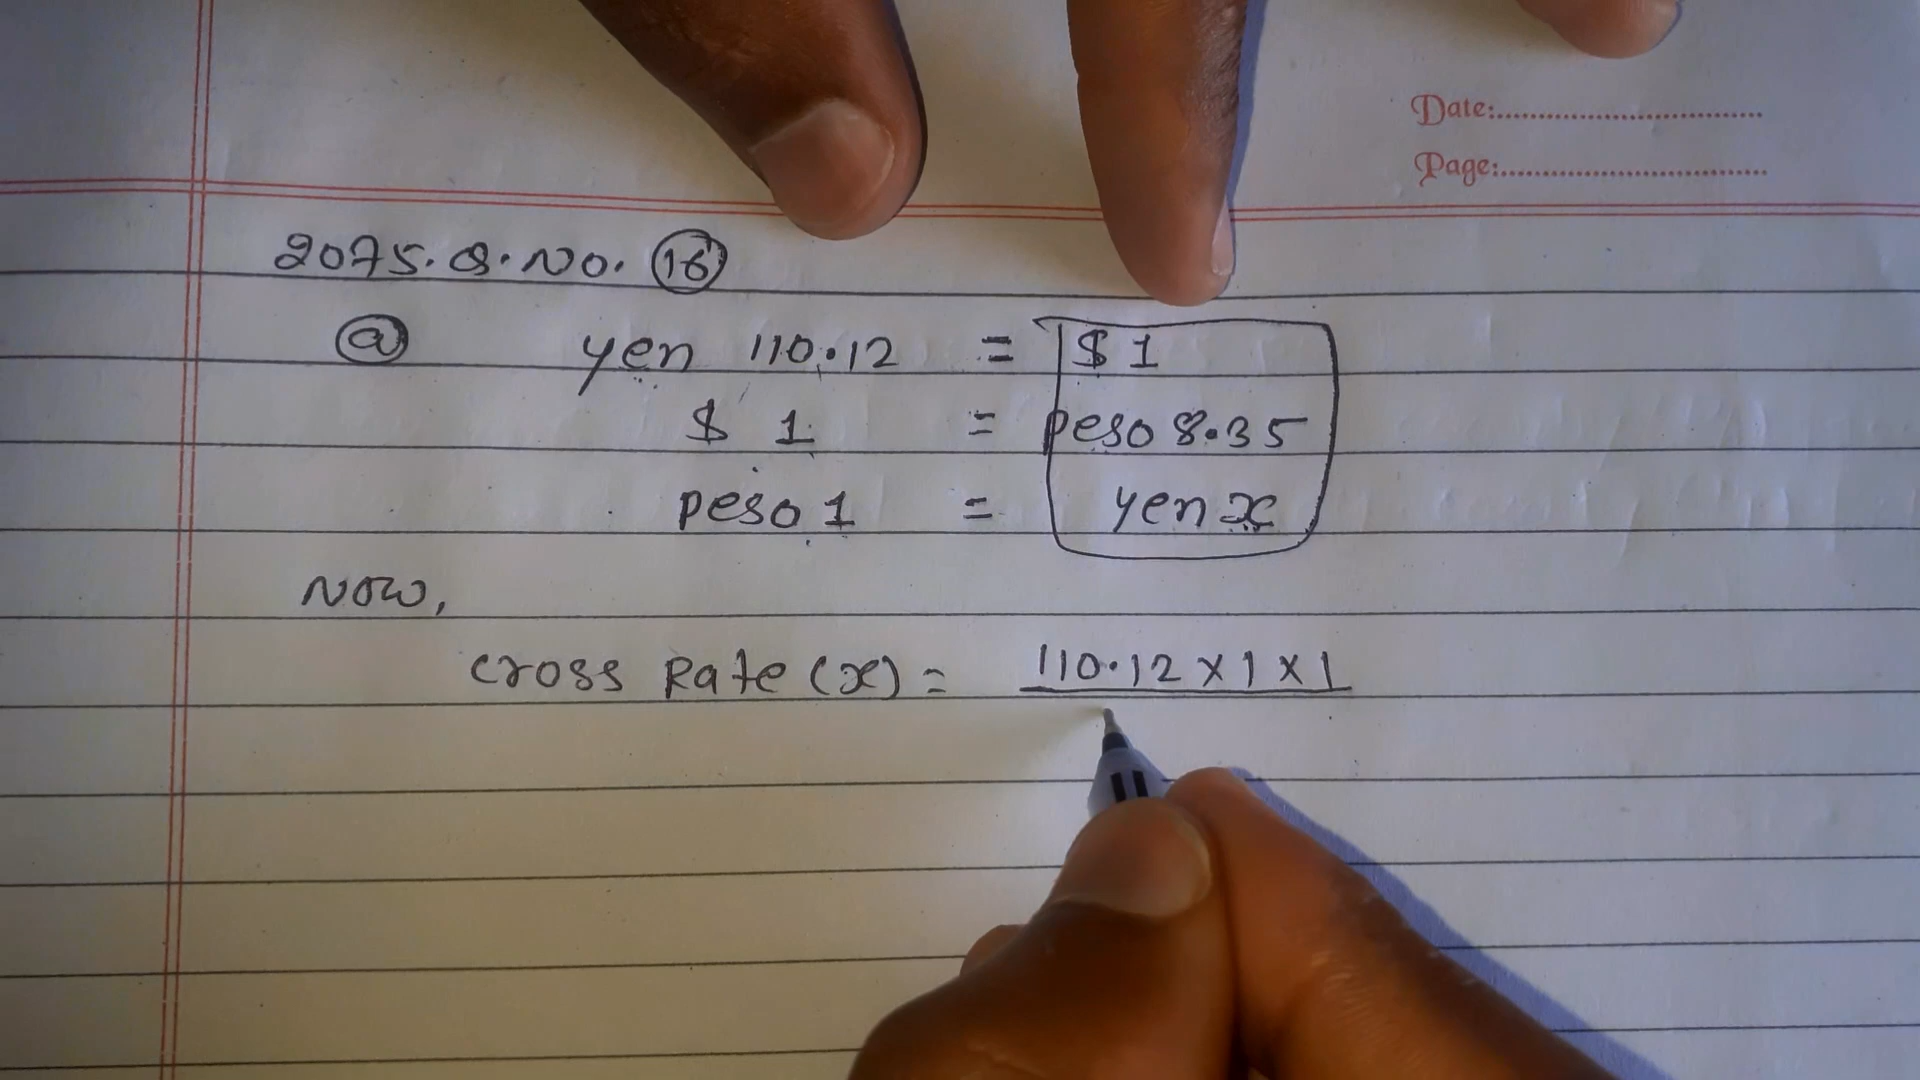 Date:..............................
Page:..............................
2075. Q. No. (16)
(a) yen 110.12 = $ 1
$ 1 = peso 8.35
peso 1 = yen x
Now,
cross Rate (x) = 110.12 x 1 x 1